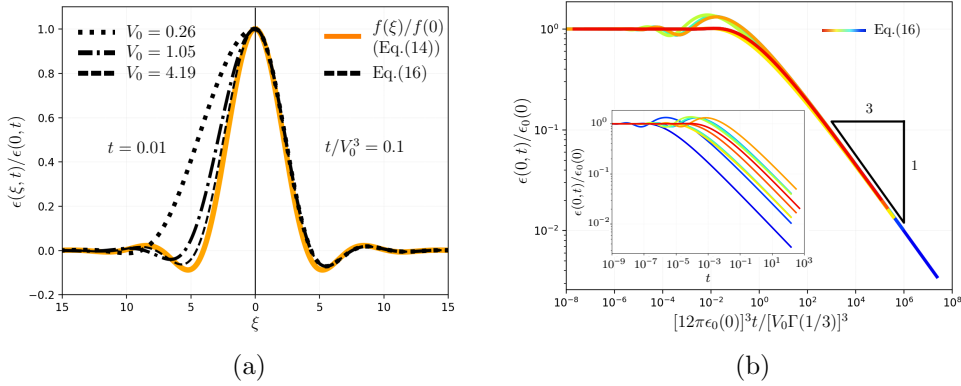 ϵ(ξ, t)/ϵ(0, t)
1.0
0.8
0.6
0.4
0.2
0.0
−0.2
V₀ = 0.26
V₀ = 1.05
V₀ = 4.19
f(ξ)/f(0)
(Eq.(14))
Eq.(16)
t = 0.01
t/V₀³ = 0.1
15 10 5 0 5 10 15
ξ
(a)
ϵ(0, t)/ϵ₀(0)
10⁰
10⁻¹
10⁻²
Eq.(16)
3
1
ϵ(0, t)/ϵ₀(0)
10⁰
10⁻¹
10⁻²
10⁻⁹ 10⁻⁷ 10⁻⁵ 10⁻³ 10⁻¹ 10¹ 10³
t
10⁻⁸ 10⁻⁶ 10⁻⁴ 10⁻² 10⁰ 10² 10⁴ 10⁶ 10⁸
[12πϵ₀(0)]³t/[V₀Γ(1/3)]³
(b)